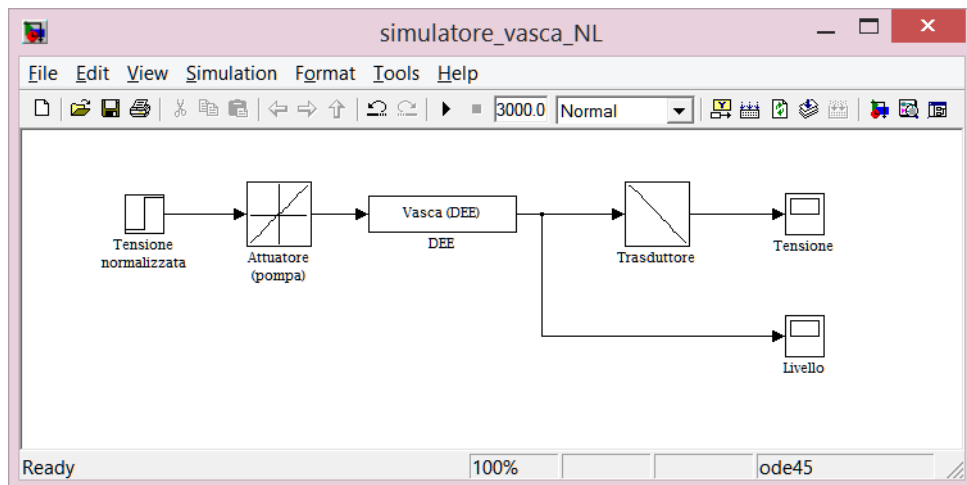 simulatore_vasca_NL
File Edit View Simulation Format Tools Help
3000.0 Normal
Vasca (DEE)
DEE
Tensione
normalizzata
Attuatore
(pompa)
Trasduttore
Tensione
Livello
Ready 100% ode45